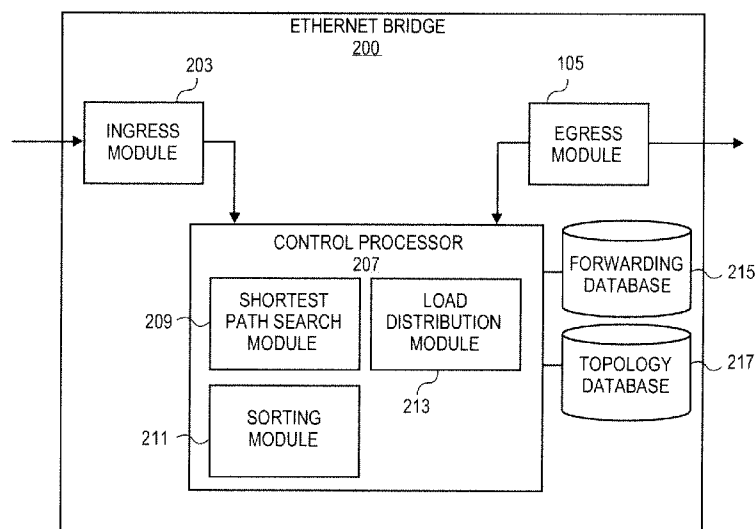 ETHERNET BRIDGE
200
203
105
INGRESS
MODULE
EGRESS
MODULE
CONTROL PROCESSOR
207
FORWARDING
DATABASE
215
SHORTEST
PATH SEARCH
MODULE
209
LOAD
DISTRIBUTION
MODULE
213
TOPOLOGY
DATABASE
217
SORTING
MODULE
211